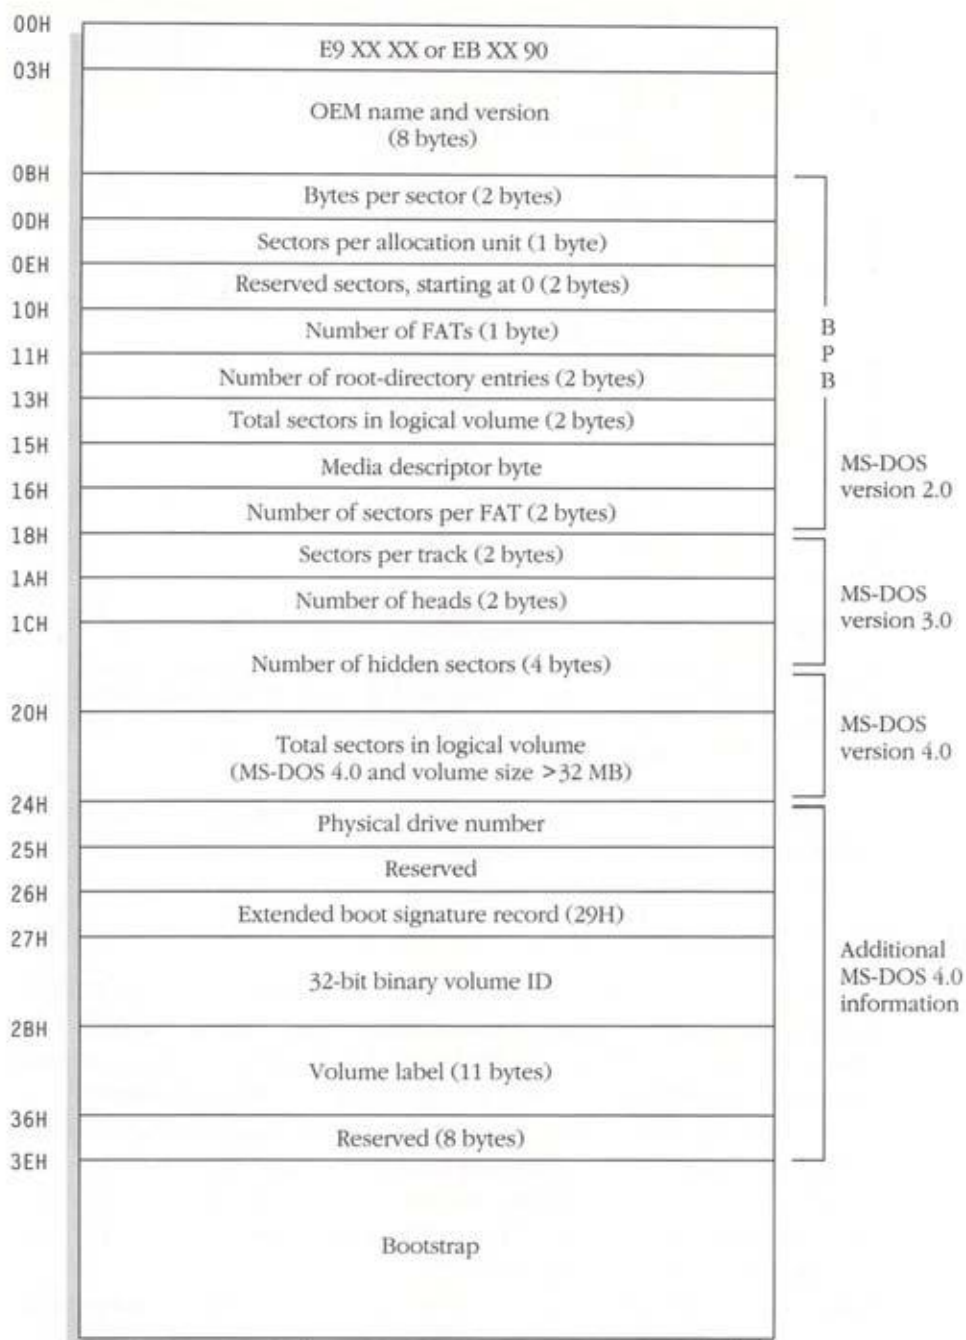 00H
E9 XX XX or EB XX 90
03H
OEM name and version
(8 bytes)
0BH
Bytes per sector (2 bytes)
0DH
Sectors per allocation unit (1 byte)
0EH
Reserved sectors, starting at 0 (2 bytes)
10H
Number of FATs (1 byte)
11H
Number of root-directory entries (2 bytes)
13H
Total sectors in logical volume (2 bytes)
15H
Media descriptor byte
16H
Number of sectors per FAT (2 bytes)
18H
B
P
B
MS-DOS
version 2.0
Sectors per track (2 bytes)
1AH
Number of heads (2 bytes)
1CH
MS-DOS
version 3.0
Number of hidden sectors (4 bytes)
20H
Total sectors in logical volume
(MS-DOS 4.0 and volume size >32 MB)
MS-DOS
version 4.0
24H
Physical drive number
25H
Reserved
26H
Extended boot signature record (29H)
27H
32-bit binary volume ID
2BH
Volume label (11 bytes)
36H
Reserved (8 bytes)
3EH
Additional
MS-DOS 4.0
information
Bootstrap